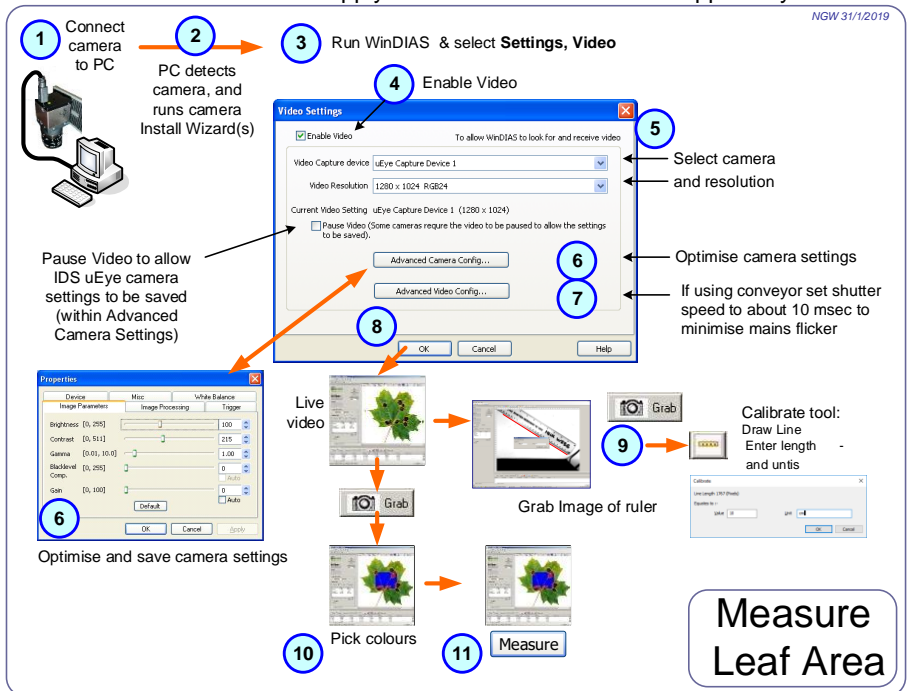 NGW 31/1/2019
1
Connect
camera
to PC
2
PC detects
camera, and
runs camera
Install Wizard(s)
3
Run WinDIAS & select Settings, Video
4
Enable Video
Video Settings
Enable Video
To allow WinDIAS to look for and receive video
5
Video Capture device
uEye Capture Device 1
Select camera
Video Resolution
1280 x 1024 RGB24
and resolution
Current Video Setting uEye Capture Device 1 (1280 x 1024)
Pause Video (Some cameras requre the video to be paused to allow the settings
to be saved).
Pause Video to allow
IDS uEye camera
settings to be saved
(within Advanced
Camera Settings)
Advanced Camera Config...
6
Optimise camera settings
Advanced Video Config...
7
If using conveyor set shutter
speed to about 10 msec to
minimise mains flicker
8
OK
Cancel
Help
Properties
Device
Misc
White Balance
Image Parameters
Image Processing
Trigger
Brightness [0, 255]
100
Contrast [0, 511]
215
Gamma [0.01, 10.0]
1.00
Blacklevel [0, 255]
Comp.
0
Auto
Gain [0, 100]
0
Auto
Default
6
OK
Cancel
Apply
Optimise and save camera settings
Live
video
Grab
Grab Image of ruler
Grab
9
Calibrate tool:
Draw Line
Enter length -
and untis
Calibrate
Line Length: 1767 (Pixels)
Equates to :-
Value
Unit
OK
Cancel
10
Pick colours
11
Measure
Measure
Leaf Area